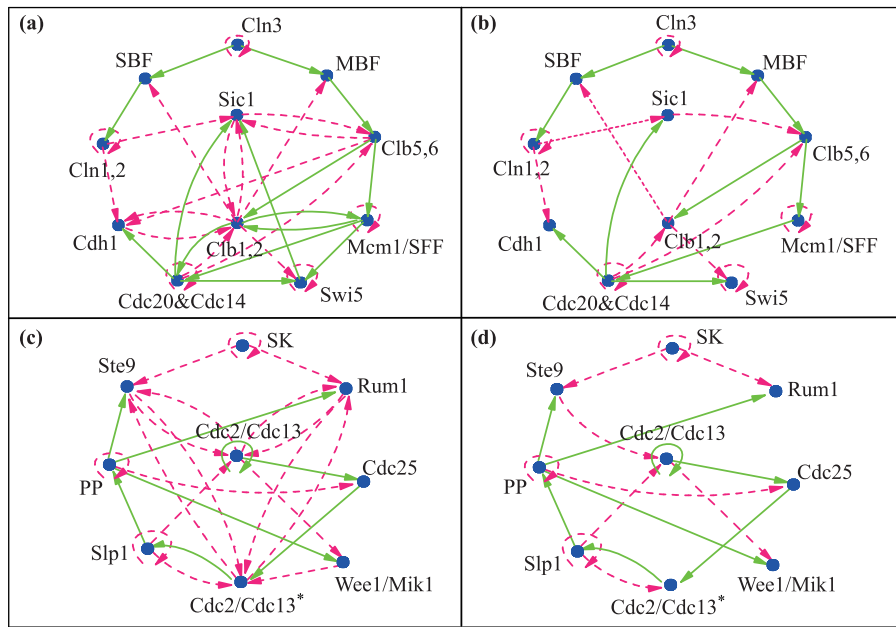 (a)
Cln3
SBF
MBF
Sic1
Cln1,2
Clb5,6
Cdh1
Clb1,2
Mcm1/SFF
Cdc20&Cdc14
Swi5
(b)
Cln3
SBF
MBF
Sic1
Cln1,2
Clb5,6
Cdh1
Clb1,2
Mcm1/SFF
Cdc20&Cdc14
Swi5
(c)
SK
Ste9
Rum1
Cdc2/Cdc13
Cdc25
PP
Slp1
Wee1/Mik1
Cdc2/Cdc13*
(d)
SK
Ste9
Rum1
Cdc2/Cdc13
Cdc25
PP
Slp1
Wee1/Mik1
Cdc2/Cdc13*